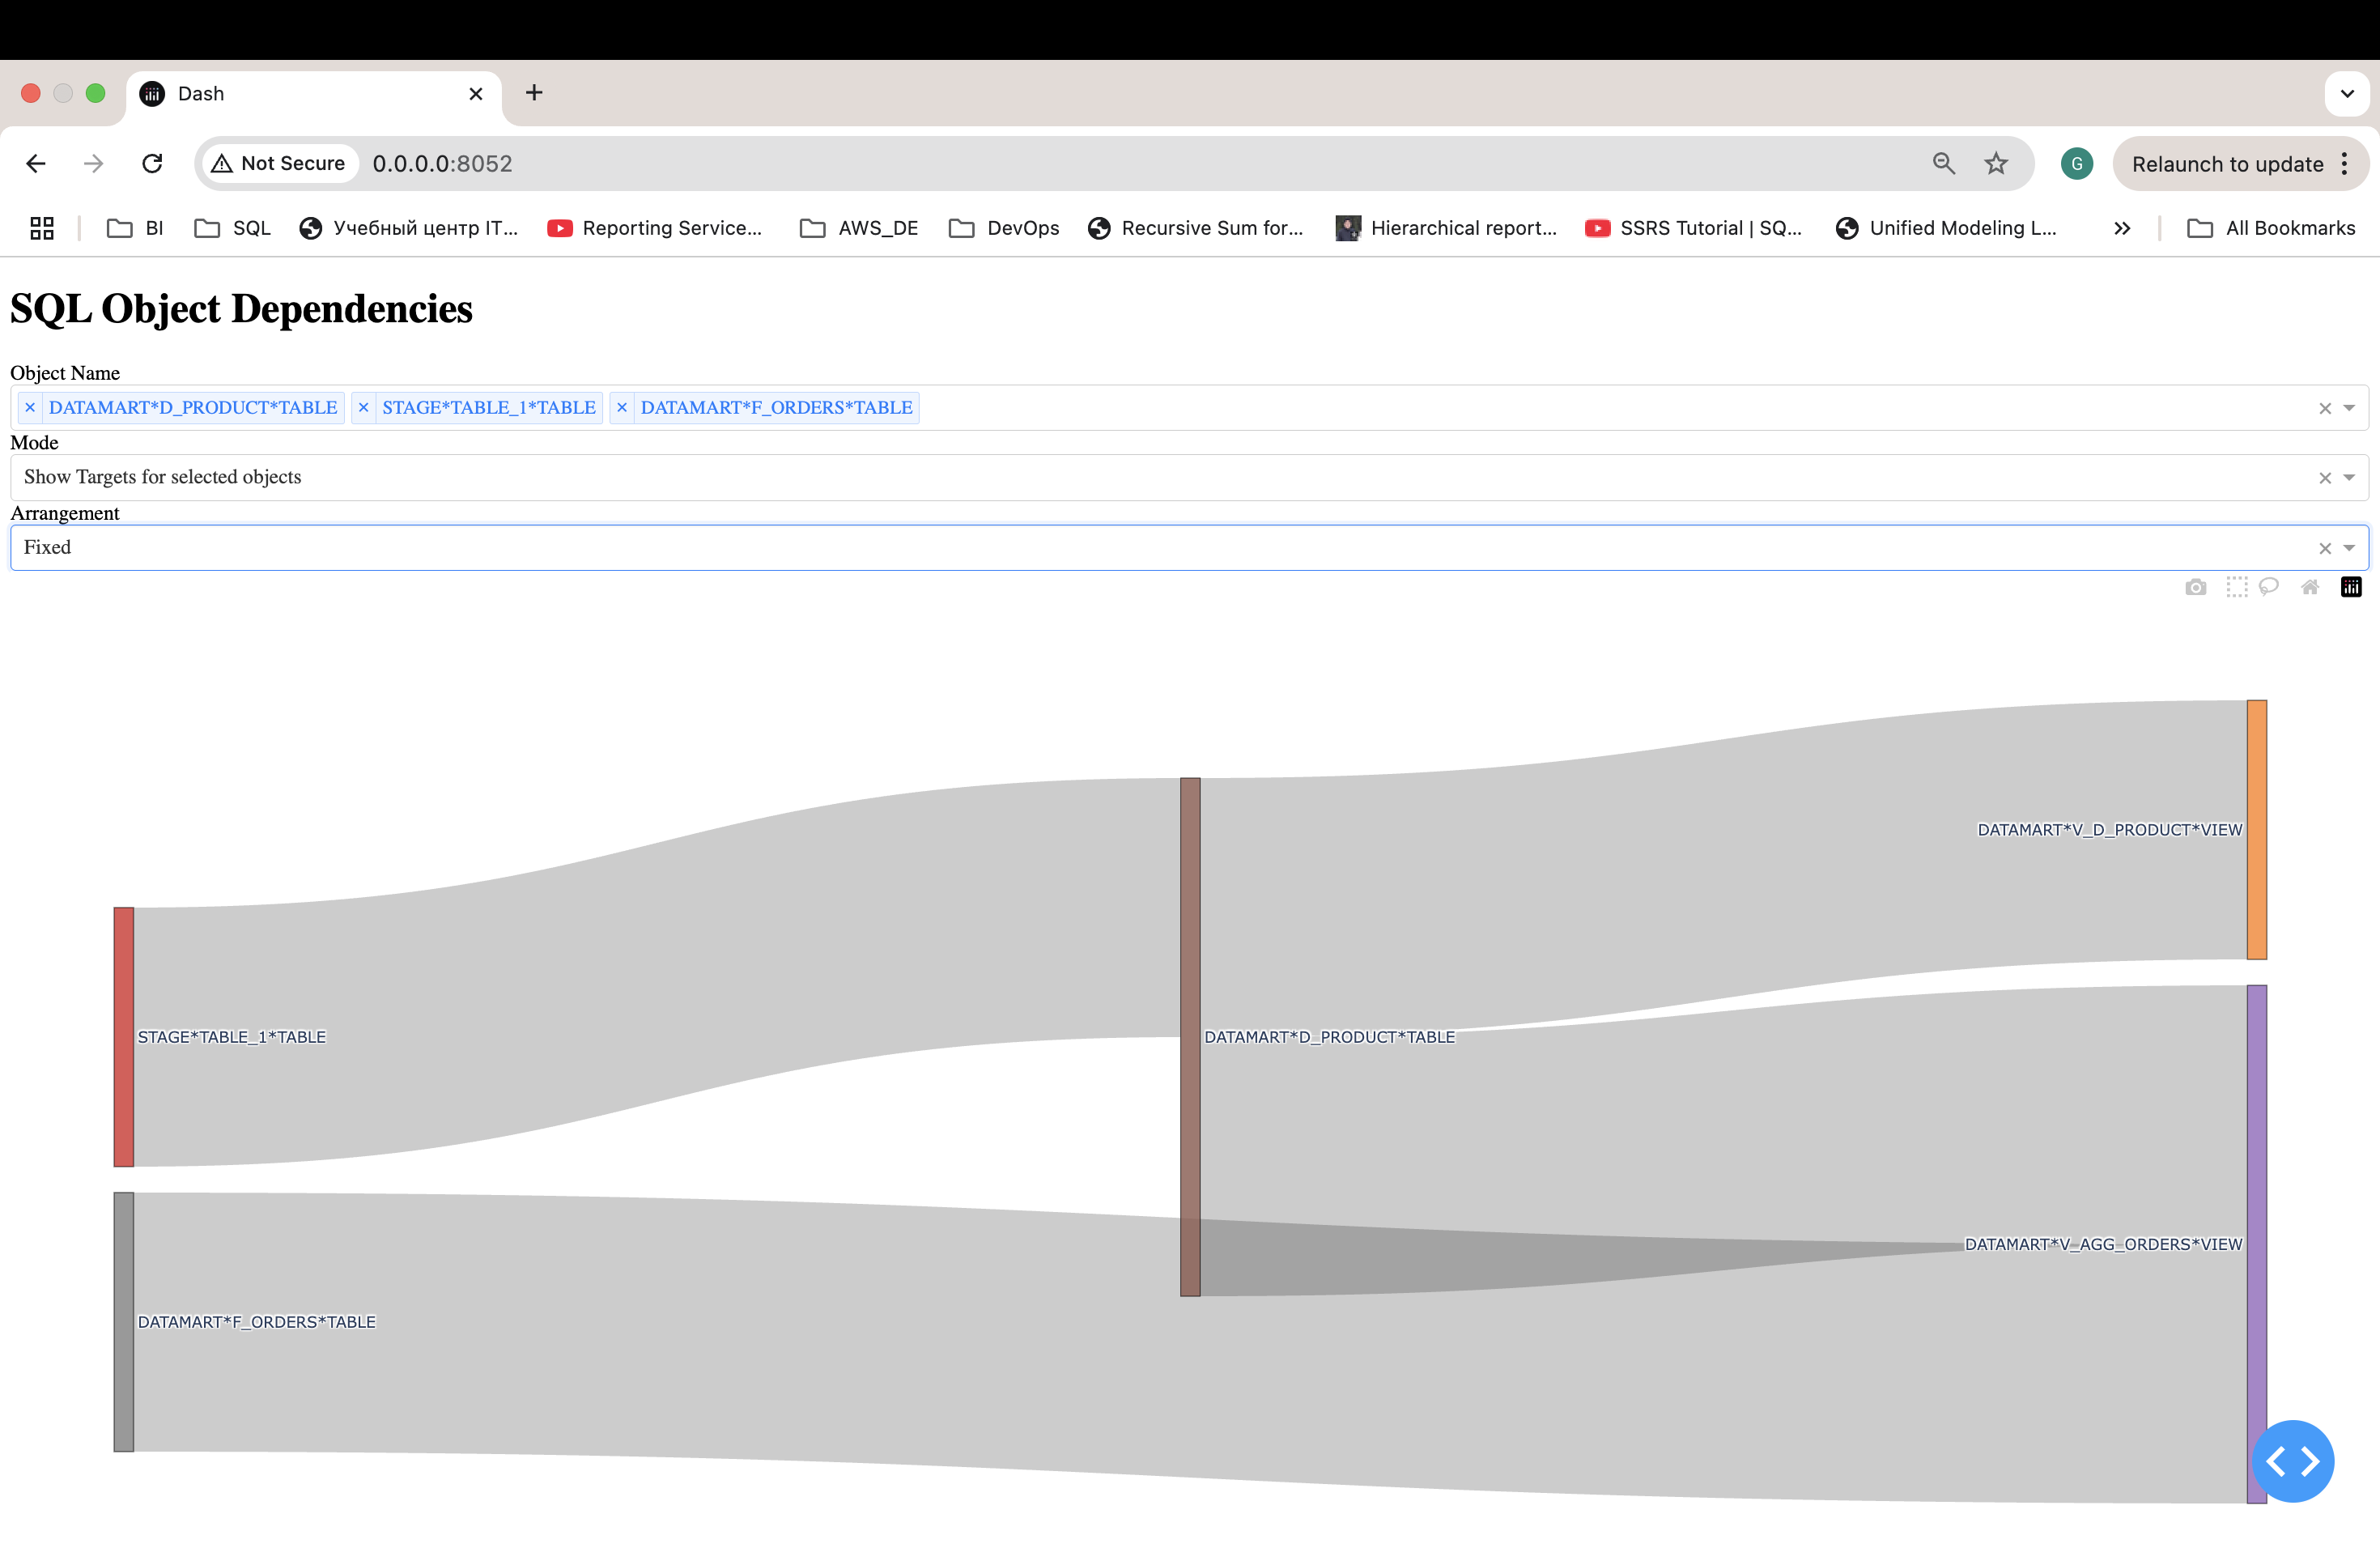 Dash
Not Secure 0.0.0.0:8052 G Relaunch to update
BI SQL Учебный центр IT... Reporting Service... AWS_DE DevOps Recursive Sum for... Hierarchical report... SSRS Tutorial | SQ... Unified Modeling L... All Bookmarks
SQL Object Dependencies
Object Name
× DATAMART*D_PRODUCT*TABLE × STAGE*TABLE_1*TABLE × DATAMART*F_ORDERS*TABLE
Mode
Show Targets for selected objects
Arrangement
Fixed
DATAMART*V_D_PRODUCT*VIEW
STAGE*TABLE_1*TABLE
DATAMART*D_PRODUCT*TABLE
DATAMART*V_AGG_ORDERS*VIEW
DATAMART*F_ORDERS*TABLE